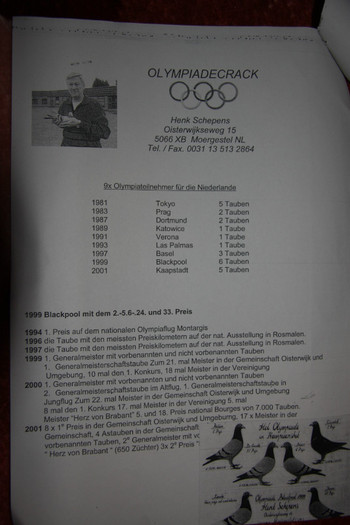 OLYMPIADECRACK
Henk Schepens
Oisterwijkseweg 15
5066 XB Moergestel NL
Tel. / Fax. 0031 13 513 2864
9x Olympiateilnehmer für die Niederlande
1981 Tokyo 5 Tauben
1983 Prag 2 Tauben
1987 Dortmund 2 Tauben
1989 Katowice 1 Taube
1991 Verona 1 Taube
1993 Las Palmas 1 Taube
1997 Basel 3 Tauben
1999 Blackpool 6 Tauben
2001 Kaapstadt 5 Tauben
1999 Blackpool mit dem 2.-5.6-.24. und 33. Preis
1994 1. Preis auf dem nationalen Olympiaflug Montargis
1996 die Taube mit den meissten Preiskilometern auf der nat. Ausstellung in Rosmalen.
1997 die Taube mit den meissten Preiskilometern auf der nat. Ausstellung in Rosmalen.
1999 1. Generalmeister mit vorbenannten und nicht vorbenannten Tauben
1. Generalmeisterschaftstaube Zum 21. mal Meister in der Gemeinschaft Oisterwijk und
Umgebung, 10 mal den 1. Konkurs, 18 mal Meister in der Vereinigung
2000 1. Generalmeister mit vorbenannten und nicht vorbenannten Tauben
2. Generalmeisterschaftstaube im Altflug. 1. Generalmeisterschaftstaube in
Jungflug Zum 22. mal Meister in der Gemeinschaft Oisterwijk und Umgebung
8 mal den 1. Konkurs 17. mal Meister in der Vereinigung 5. mal
Meister "Herz von Brabant" 5. und 18. Preis national Bourges von 7.000 Tauben.
2001 8 x 1e Preis in der Gemeinschaft Oisterwijk und Umgebung, 17 x Meister in der
Gemeinschaft, 4 Astauben in der Gemeinschaft
vorbenannten Tauben, 2e Generalmeister mit
" Herz von Brabant " (650 Züchter) 3x 2e Preis
Olympiade
Henk Schepens